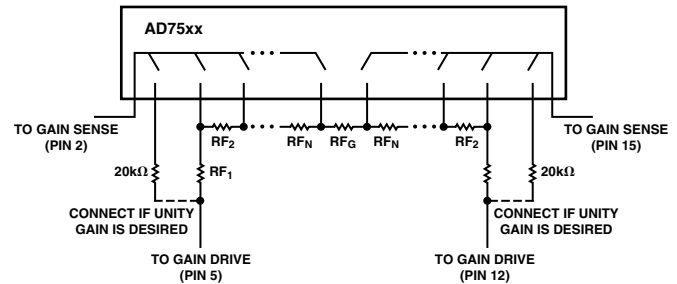 AD75xx
TO GAIN SENSE
(PIN 2)
RF2
RFN
RFG
RFN
RF2
TO GAIN SENSE
(PIN 15)
20kΩ
RF1
20kΩ
CONNECT IF UNITY
GAIN IS DESIRED
CONNECT IF UNITY
GAIN IS DESIRED
TO GAIN DRIVE
(PIN 5)
TO GAIN DRIVE
(PIN 12)